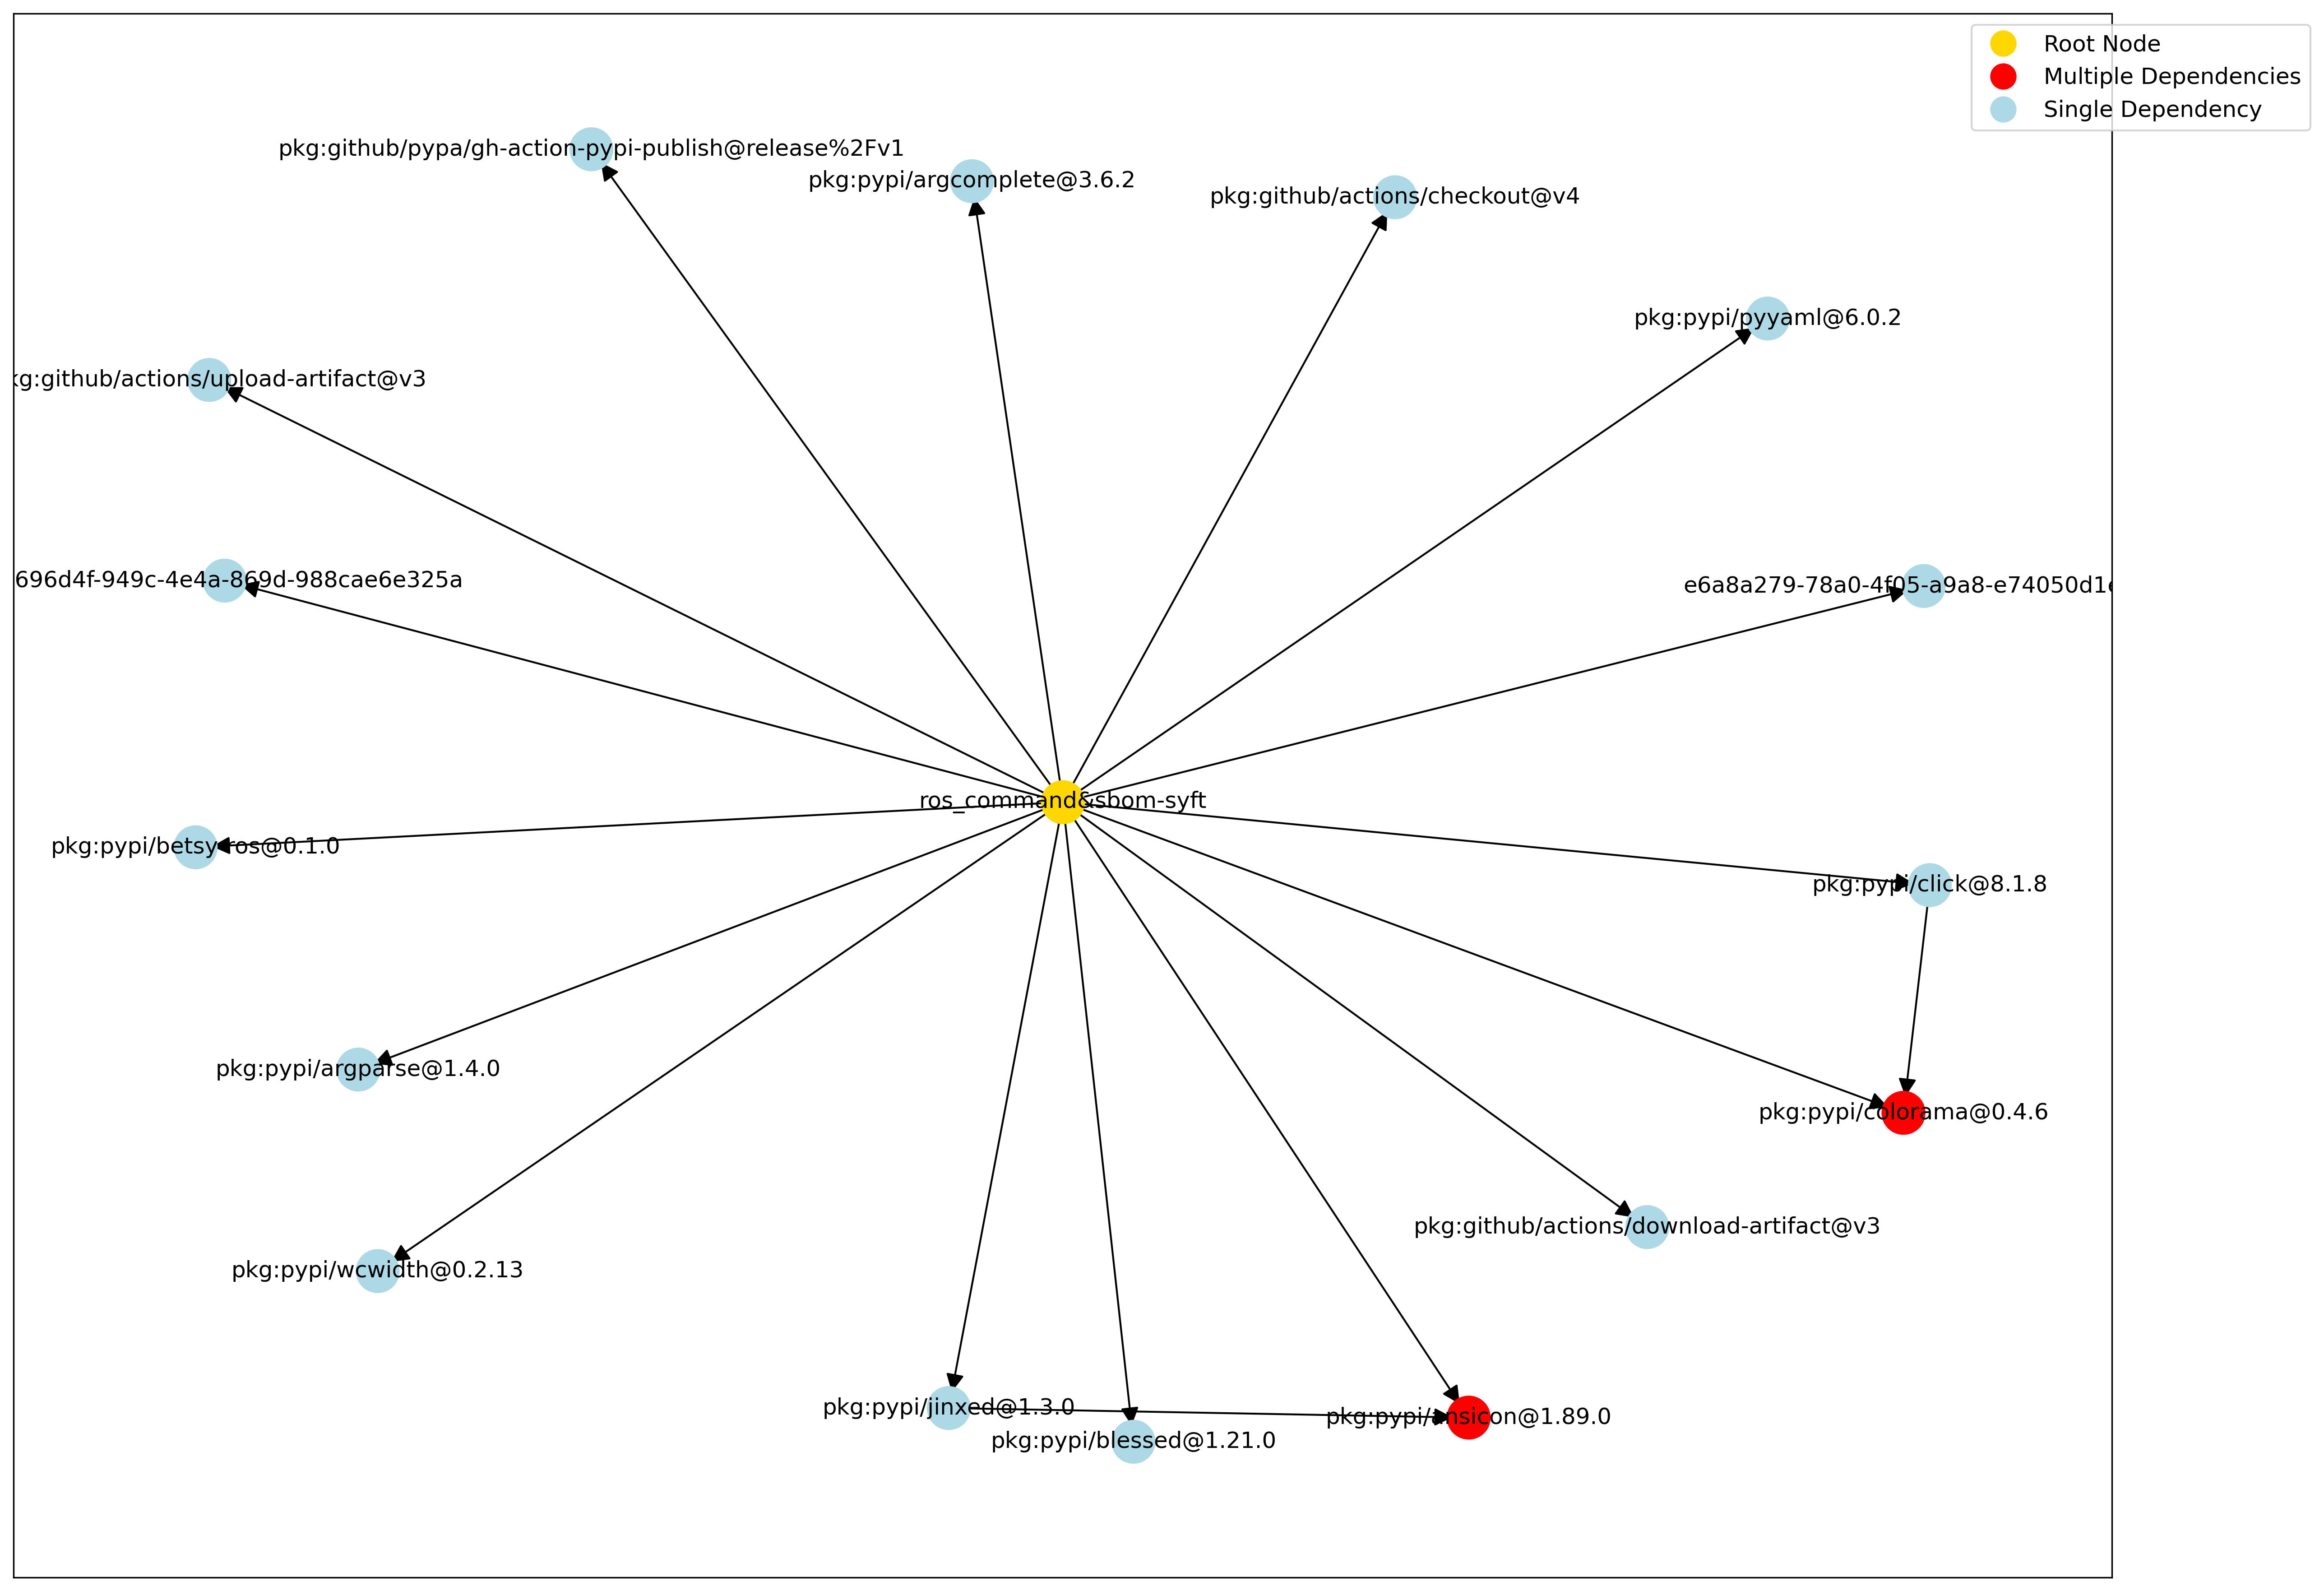 Root Node
Multiple Dependencies
Single Dependency
pkg:github/pypa/gh-action-pypi-publish@release%2Fv1
pkg:pypi/argcomplete@3.6.2
pkg:github/actions/checkout@v4
pkg:pypi/pyyaml@6.0.2
kg:github/actions/upload-artifact@v3
696d4f-949c-4e4a-869d-988cae6e325a
e6a8a279-78a0-4f05-a9a8-e74050d1e
ros_command&sbom-syft
pkg:pypi/betsy-ros@0.1.0
pkg:pypi/click@8.1.8
pkg:pypi/argparse@1.4.0
pkg:pypi/colorama@0.4.6
pkg:github/actions/download-artifact@v3
pkg:pypi/wcwidth@0.2.13
pkg:pypi/jinxed@1.3.0
pkg:pypi/ansicon@1.89.0
pkg:pypi/blessed@1.21.0